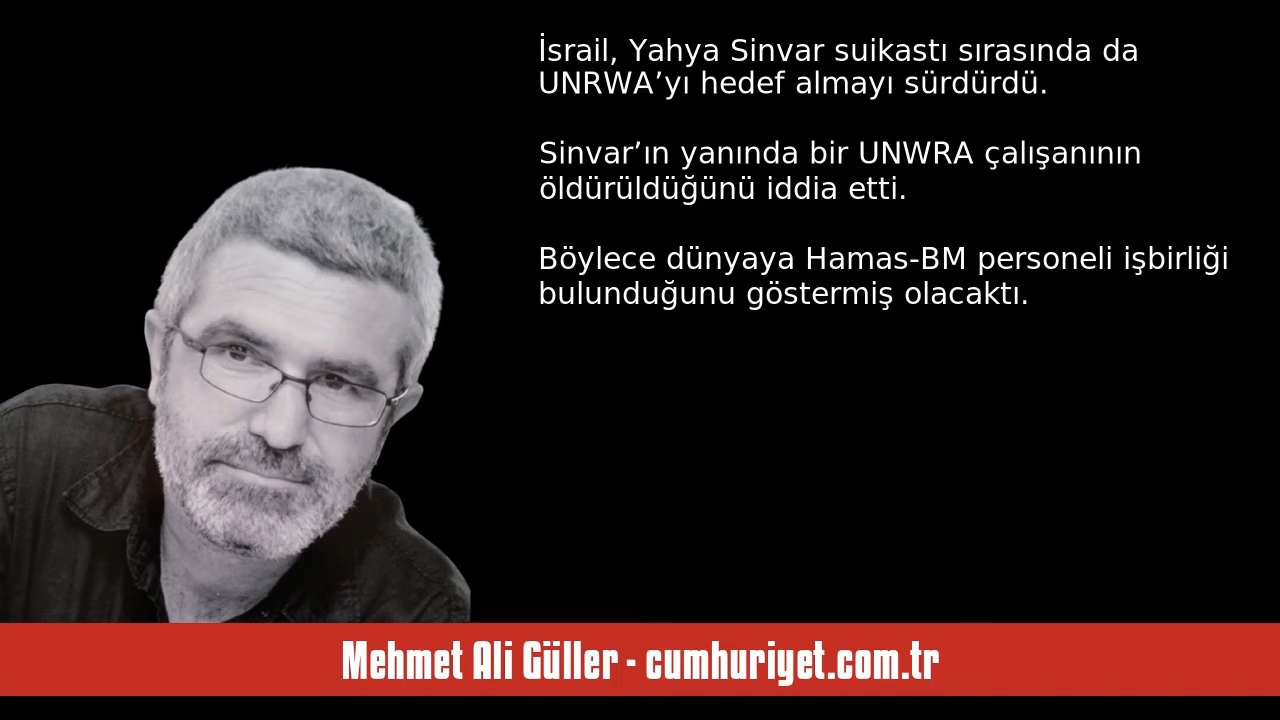 İsrail, Yahya Sinvar suikastı sırasında da
UNRWA’yı hedef almayı sürdürdü.
Sinvar’ın yanında bir UNWRA çalışanının
öldürüldüğünü iddia etti.
Böylece dünyaya Hamas-BM personeli işbirliği
bulunduğunu göstermiş olacaktı.
Mehmet Ali Güller - cumhuriyet.com.tr